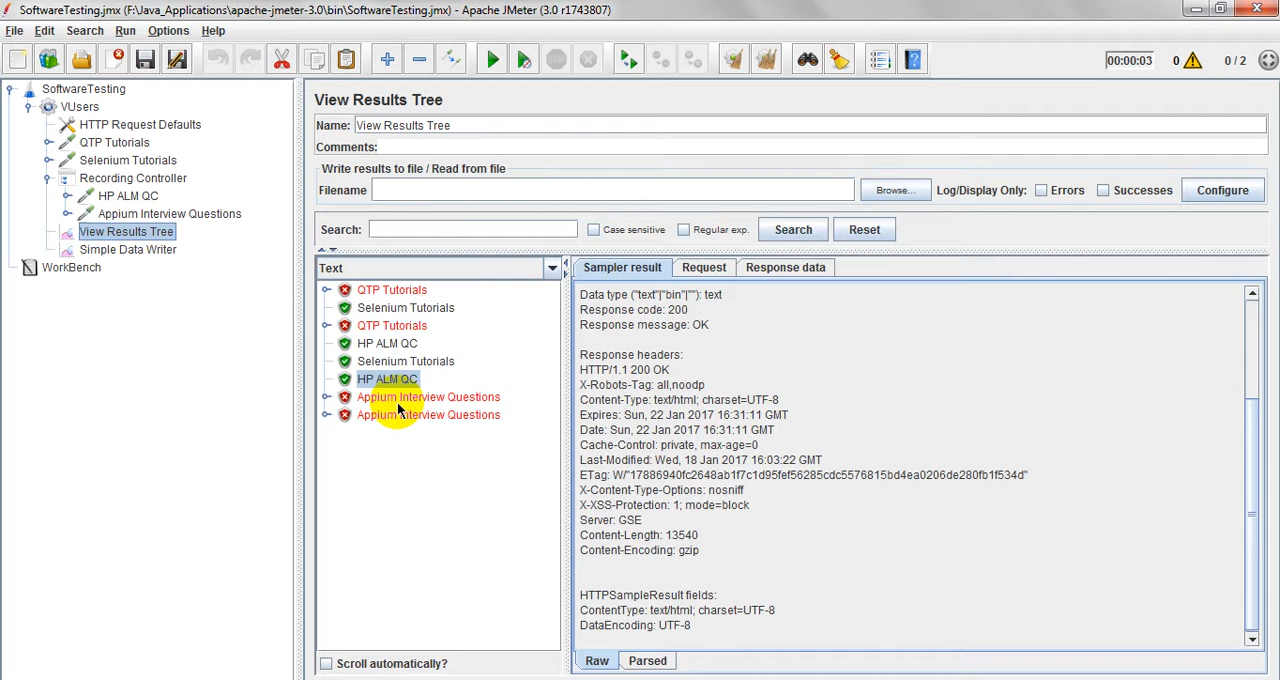 SoftwareTesting.jmx (F:\Java_Applications\apache-jmeter-3.0\bin\SoftwareTesting.jmx) - Apache JMeter (3.0 r1743807)
File Edit Search Run Options Help
00:00:03 0 0 / 2
SoftwareTesting
VUsers
HTTP Request Defaults
QTP Tutorials
Selenium Tutorials
Recording Controller
HP ALM QC
Appium Interview Questions
View Results Tree
Simple Data Writer
WorkBench
View Results Tree
Name: View Results Tree
Comments:
Write results to file / Read from file
Filename Browse... Log/Display Only: Errors Successes Configure
Search: Case sensitive Regular exp. Search Reset
Text
QTP Tutorials
Selenium Tutorials
QTP Tutorials
HP ALM QC
Selenium Tutorials
HP ALM QC
Appium Interview Questions
Appium Interview Questions
Scroll automatically?
Sampler result Request Response data
Data type ("text"|"bin"|""): text
Response code: 200
Response message: OK
Response headers:
HTTP/1.1 200 OK
X-Robots-Tag: all,noodp
Content-Type: text/html; charset=UTF-8
Expires: Sun, 22 Jan 2017 16:31:11 GMT
Date: Sun, 22 Jan 2017 16:31:11 GMT
Cache-Control: private, max-age=0
Last-Modified: Wed, 18 Jan 2017 16:03:22 GMT
ETag: W/"17886940fc2648ab1f7c1d95fef56285cdc5576815bd4ea0206de280fb1f534d"
X-Content-Type-Options: nosniff
X-XSS-Protection: 1; mode=block
Server: GSE
Content-Length: 13540
Content-Encoding: gzip
HTTPSampleResult fields:
ContentType: text/html; charset=UTF-8
DataEncoding: UTF-8
Raw Parsed